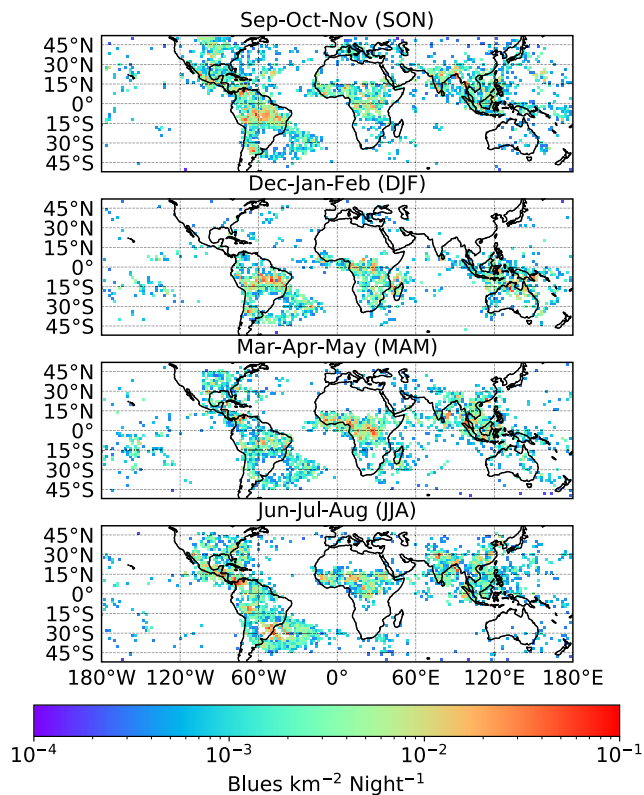 Sep-Oct-Nov (SON)
45°N
30°N
15°N
0°
15°S
30°S
45°S
Dec-Jan-Feb (DJF)
45°N
30°N
15°N
0°
15°S
30°S
45°S
Mar-Apr-May (MAM)
45°N
30°N
15°N
0°
15°S
30°S
45°S
Jun-Jul-Aug (JJA)
45°N
30°N
15°N
0°
15°S
30°S
45°S
180°W 120°W 60°W 0° 60°E 120°E 180°E
10⁻⁴ 10⁻³ 10⁻² 10⁻¹
Blues km⁻² Night⁻¹